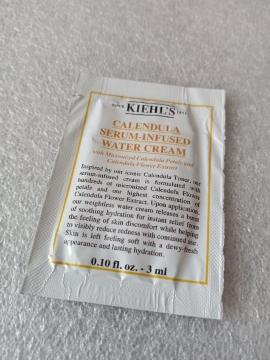 SINCE KIEHL'S 1851
CALENDULA
SERUM-INFUSED
WATER CREAM
with Micronized Calendula Petals and
Calendula Flower Extract
Inspired by our iconic Calendula Toner, our
serum-infused cream is formulated with
hundreds of micronized Calendula Flower
petals and our highest concentration of
Calendula Flower Extract. Upon application,
our weightless water cream releases a burst
of soothing hydration for instant relief from
the feeling of skin discomfort while helping
to visibly reduce redness with continued use.
Skin is left feeling soft with a dewy-fresh
appearance and lasting hydration.
0.10 fl. oz. - 3 ml